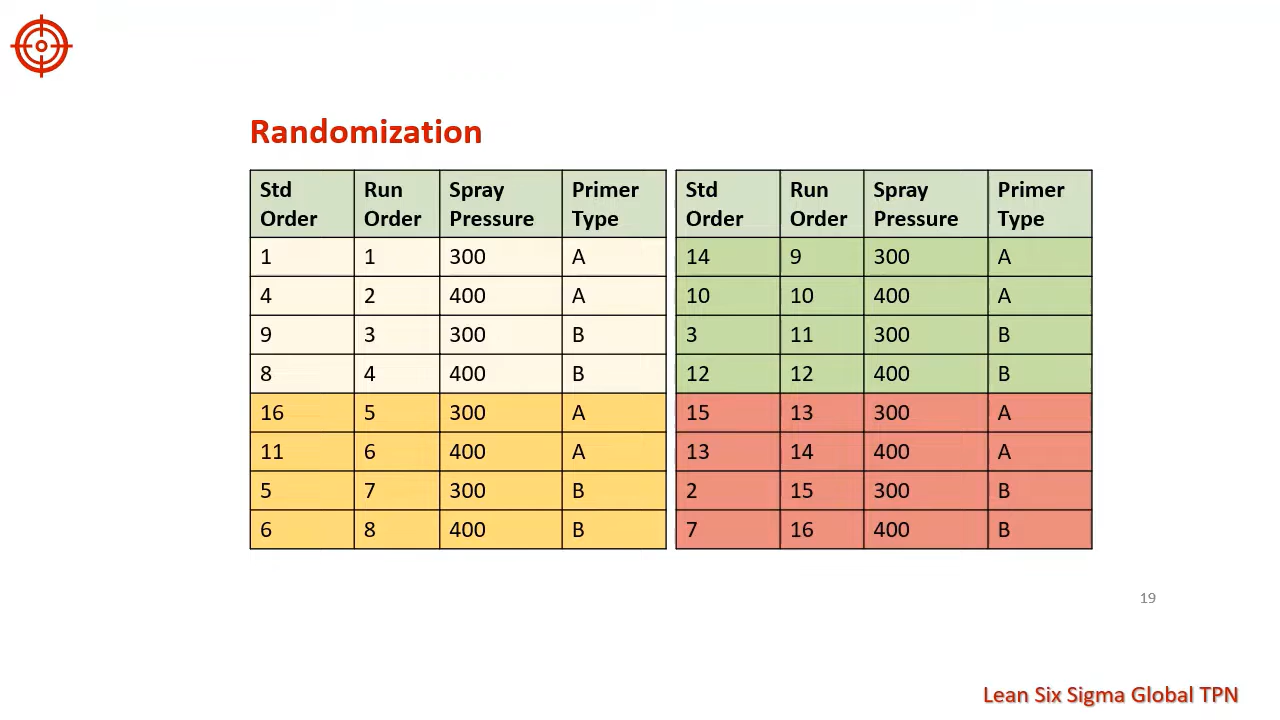 Randomization
Std Order Run Order Spray Pressure Primer Type
1 1 300 A
4 2 400 A
9 3 300 B
8 4 400 B
16 5 300 A
11 6 400 A
5 7 300 B
6 8 400 B
Std Order Run Order Spray Pressure Primer Type
14 9 300 A
10 10 400 A
3 11 300 B
12 12 400 B
15 13 300 A
13 14 400 A
2 15 300 B
7 16 400 B
19
Lean Six Sigma Global TPN